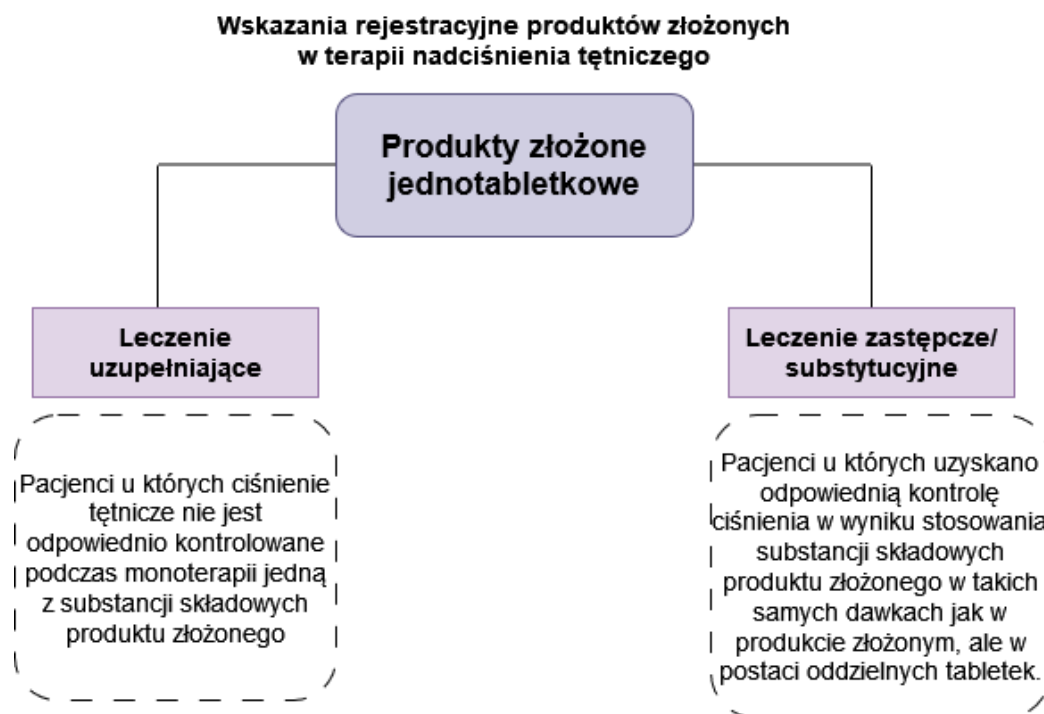 Wskazania rejestracyjne produktów złożonych
w terapii nadciśnienia tętniczego
Produkty złożone
jednotabletkowe
Leczenie
uzupełniające
Pacjenci u których ciśnienie
tętnicze nie jest
odpowiednio kontrolowane
podczas monoterapii jedną
z substancji składowych
produktu złożonego
Leczenie zastępcze/
substytucyjne
Pacjenci u których uzyskano
odpowiednią kontrolę
ciśnienia w wyniku stosowania
substancji składowych
produktu złożonego w takich
samych dawkach jak w
produkcie złożonym, ale w
postaci oddzielnych tabletek.